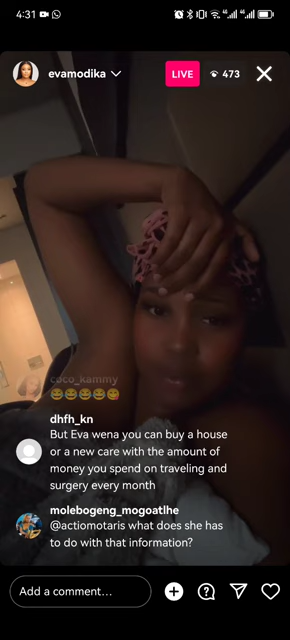 4:31
evamodika
LIVE
473
coco_kammy
😂😂😂😂😋
dhfh_kn
But Eva wena you can buy a house
or a new care with the amount of
money you spend on traveling and
surgery every month
molebogeng_mogoatlhe
@actiomotaris what does she has
to do with that information?
Add a comment...